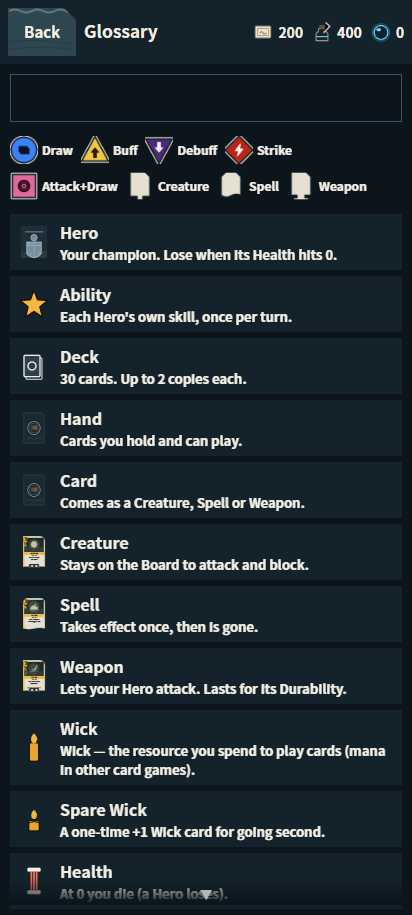 Back Glossary 200 400 0
Draw Buff Debuff Strike
Attack+Draw Creature Spell Weapon
Hero
Your champion. Lose when its Health hits 0.
Ability
Each Hero's own skill, once per turn.
Deck
30 cards. Up to 2 copies each.
Hand
Cards you hold and can play.
Card
Comes as a Creature, Spell or Weapon.
Creature
Stays on the Board to attack and block.
Spell
Takes effect once, then is gone.
Weapon
Lets your Hero attack. Lasts for its Durability.
Wick
Wick — the resource you spend to play cards (mana
in other card games).
Spare Wick
A one-time +1 Wick card for going second.
Health
At 0 you die (a Hero loses).